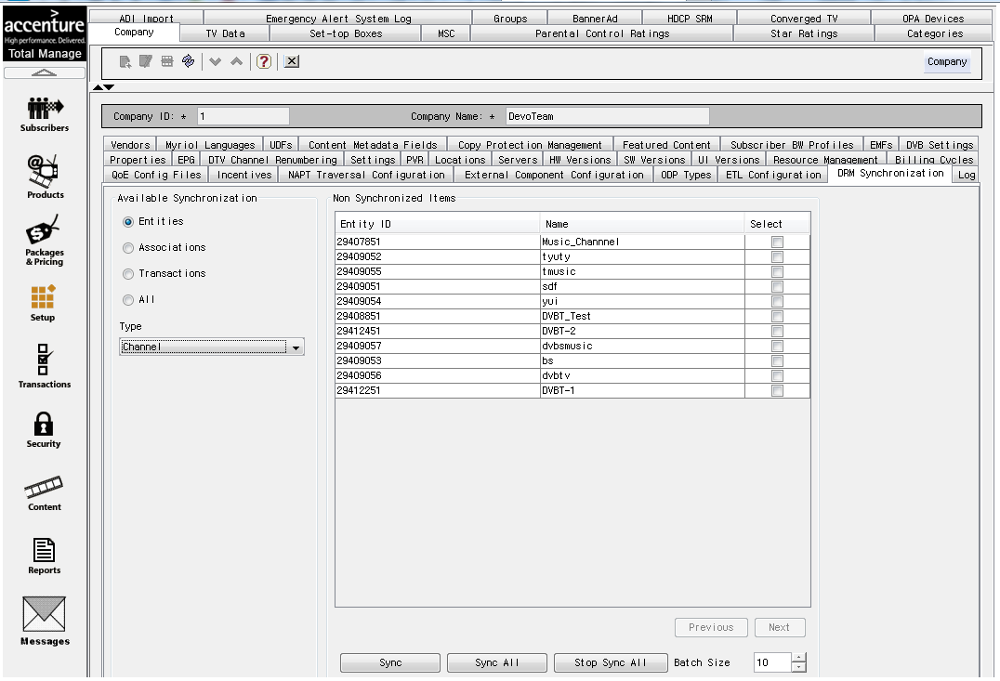 accenture
High performance. Delivered.
Total Manage
Subscribers
Products
Packages
& Pricing
Setup
Transactions
Security
Content
Reports
Messages
ADI Import Emergency Alert System Log Groups BannerAd HDCP SRM Converged TV OPA Devices
Company TV Data Set-top Boxes MSC Parental Control Ratings Star Ratings Categories
Company
Company ID: * 1 Company Name: * DevoTeam
Vendors Myriol Languages UDFs Content Metadata Fields Copy Protection Management Featured Content Subscriber BW Profiles EMFs DVB Settings
Properties EPG DTV Channel Renumbering Settings PVR Locations Servers HW Versions SW Versions UI Versions Resource Management Billing Cycles
QoE Config Files Incentives NAPT Traversal Configuration External Component Configuration ODP Types ETL Configuration DRM Synchronization Log
Available Synchronization
Entities
Associations
Transactions
All
Type
Channel
Non Synchronized Items
Entity ID Name Select
29407851 Music_Channnel
29409052 tyuty
29409055 tmusic
29409051 sdf
29409054 yui
29408851 DVBT_Test
29412451 DVBT-2
29409057 dvbsmusic
29409053 bs
29409056 dvbtv
29412251 DVBT-1
Previous Next
Sync Sync All Stop Sync All Batch Size 10